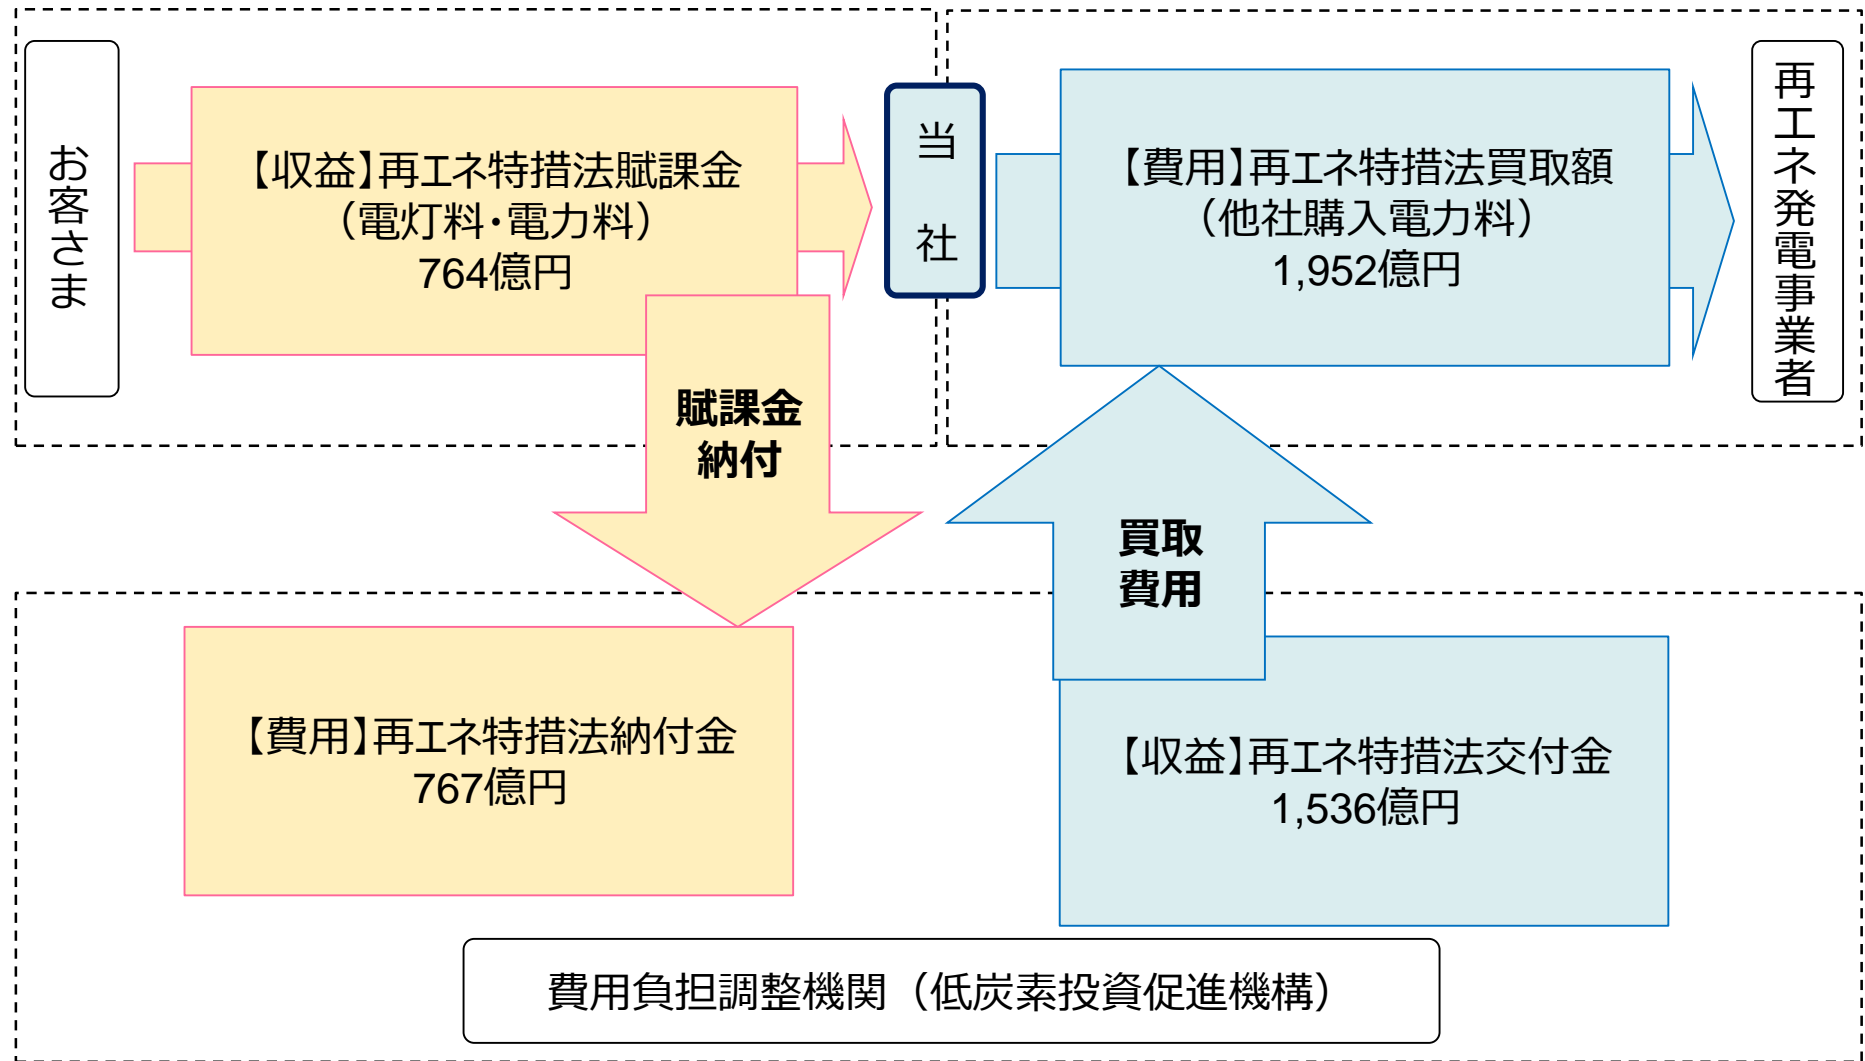 お客さま
【収益】再エネ特措法賦課金
（電灯料・電力料）
764億円
当社
【費用】再エネ特措法買取額
（他社購入電力料）
1,952億円
再エネ発電事業者
賦課金
納付
買取
費用
【費用】再エネ特措法納付金
767億円
【収益】再エネ特措法交付金
1,536億円
費用負担調整機関（低炭素投資促進機構）